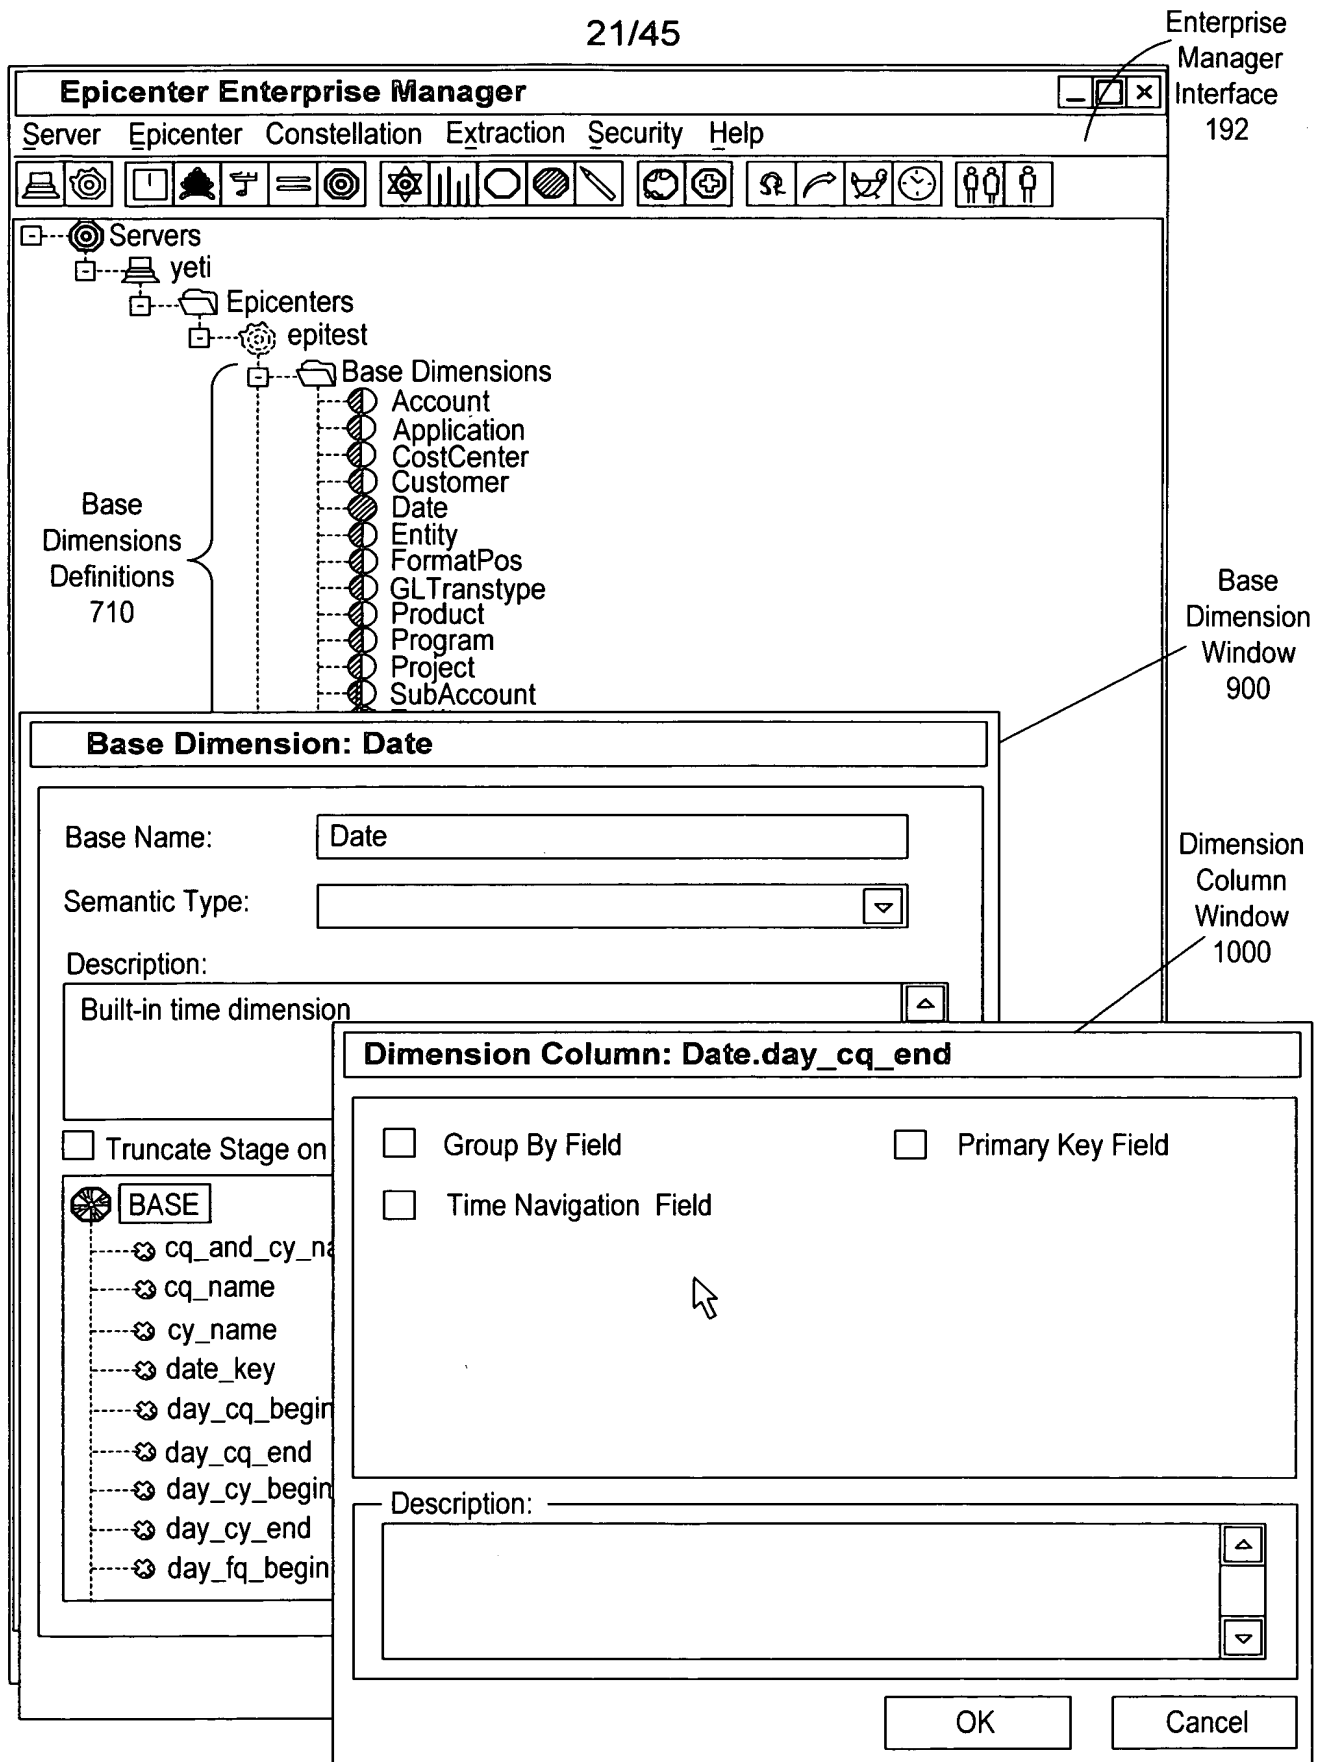 21/45
Enterprise
Manager
Interface
192
Epicenter Enterprise Manager
Server Epicenter Constellation Extraction Security Help
Servers
yeti
Epicenters
epitest
Base Dimensions
Account
Application
CostCenter
Customer
Date
Entity
FormatPos
GLTranstype
Product
Program
Project
SubAccount
Base
Dimensions
Definitions
710
Base
Dimension
Window
900
Base Dimension: Date
Base Name: Date
Semantic Type:
Description:
Built-in time dimension
Dimension
Column
Window
1000
Truncate Stage on
BASE
cq_and_cy_na
cq_name
cy_name
date_key
day_cq_begin
day_cq_end
day_cy_begin
day_cy_end
day_fq_begin
Dimension Column: Date.day_cq_end
Group By Field Primary Key Field
Time Navigation Field
Description:
OK Cancel